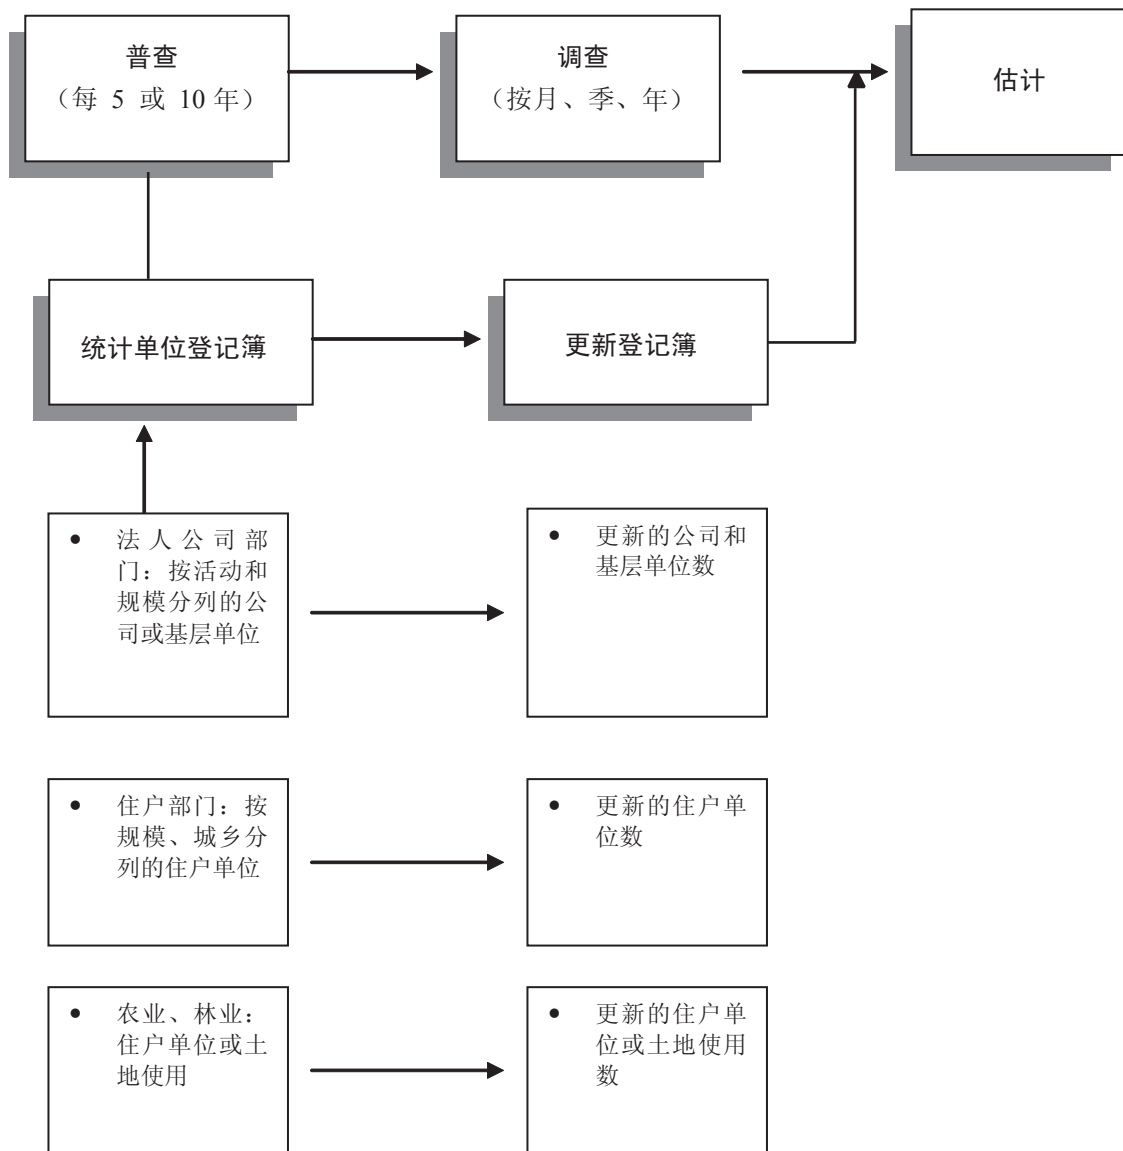 普查
（每 5 或 10 年）
调查
（按月、季、年）
估计
统计单位登记簿
更新登记簿
• 法人公司部
门：按活动和
规模分列的公
司或基层单位
• 更新的公司和
基层单位数
• 住户部门：按
规模、城乡分
列的住户单位
• 更新的住户单
位数
• 农业、林业：
住户单位或土
地使用
• 更新的住户单
位或土地使用
数